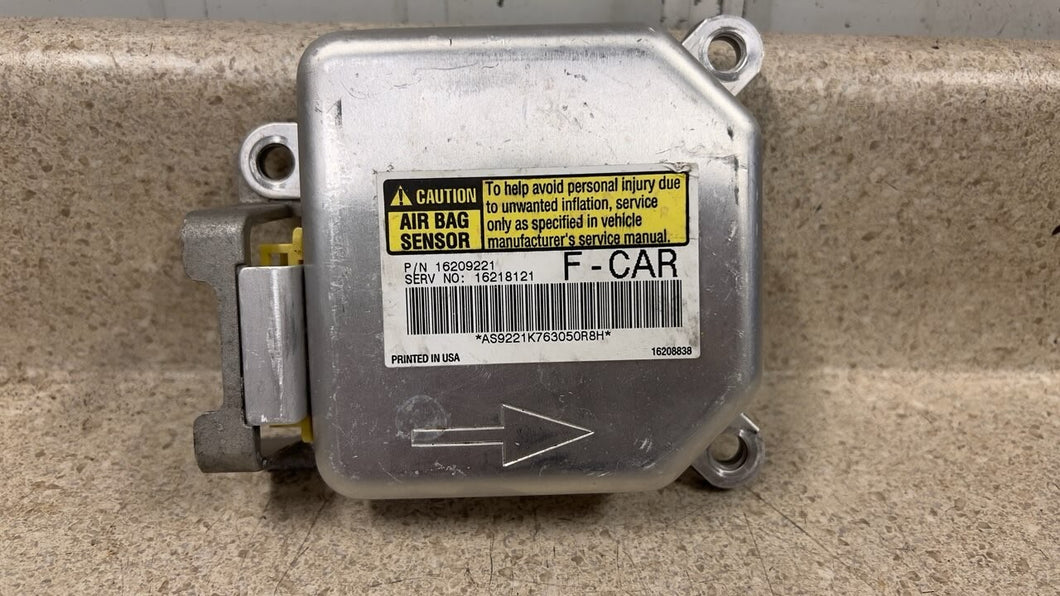 CAUTION
AIR BAG
SENSOR
To help avoid personal injury due
to unwanted inflation, service
only as specified in vehicle
manufacturer's service manual.
P/N 16209221
SERV NO: 16218121
F-CAR
*AS9221K763050R8H*
PRINTED IN USA
16208838